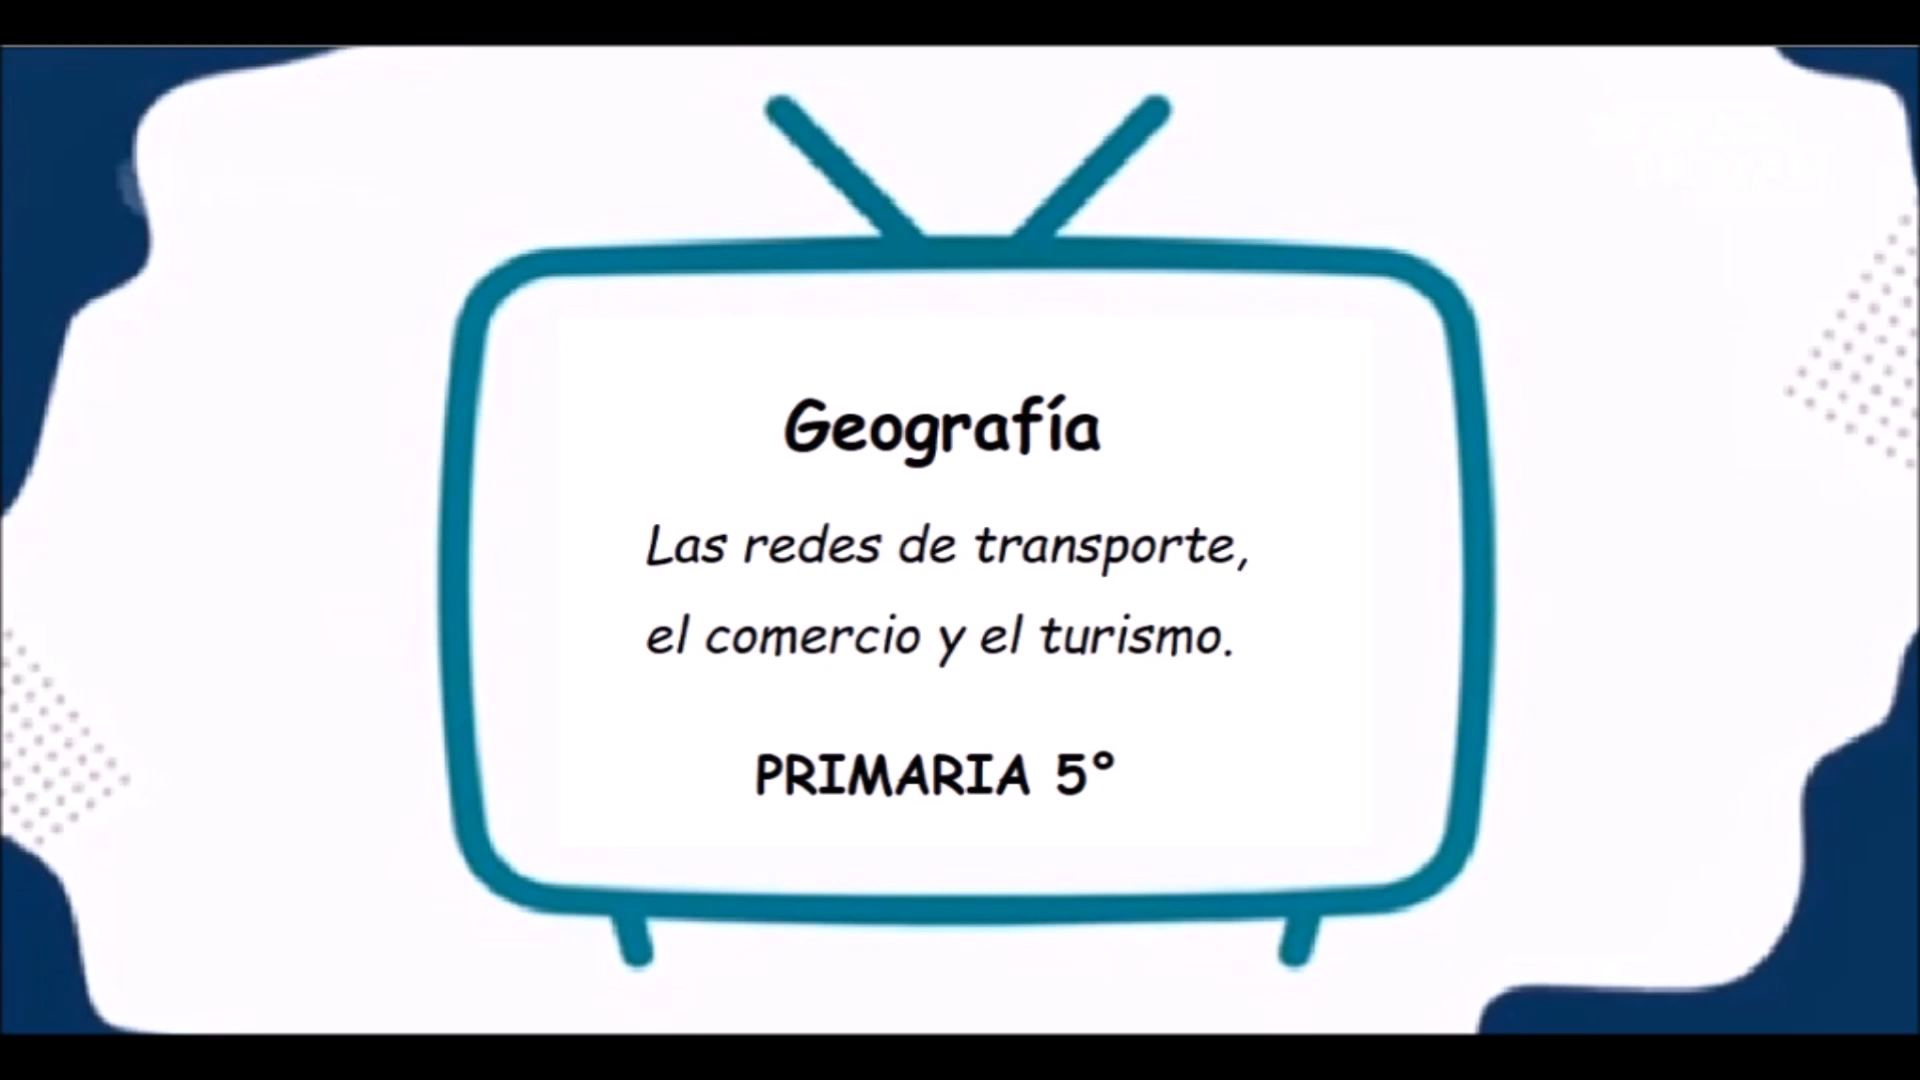 Geografía
Las redes de transporte,
el comercio y el turismo.
PRIMARIA 5°